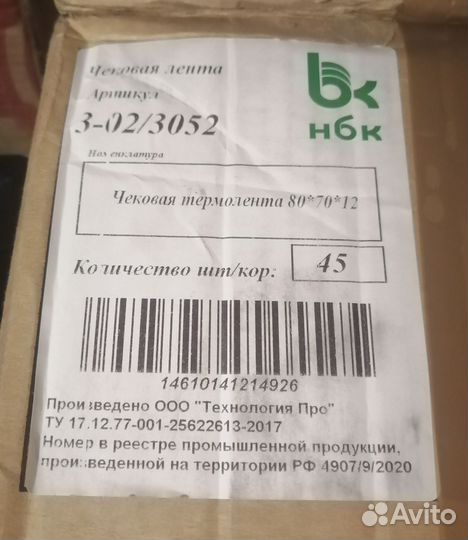 Чековая лента
Артикул
3-02/3052
Номенклатура
Чековая термолента 80*70*12
Количество шт/кор:
45
14610141214926
Произведено ООО "Технология Про"
ТУ 17.12.77-001-25622613-2017
Номер в реестре промышленной продукции,
произведенной на территории РФ 4907/9/2020
бк
нбк
Avito